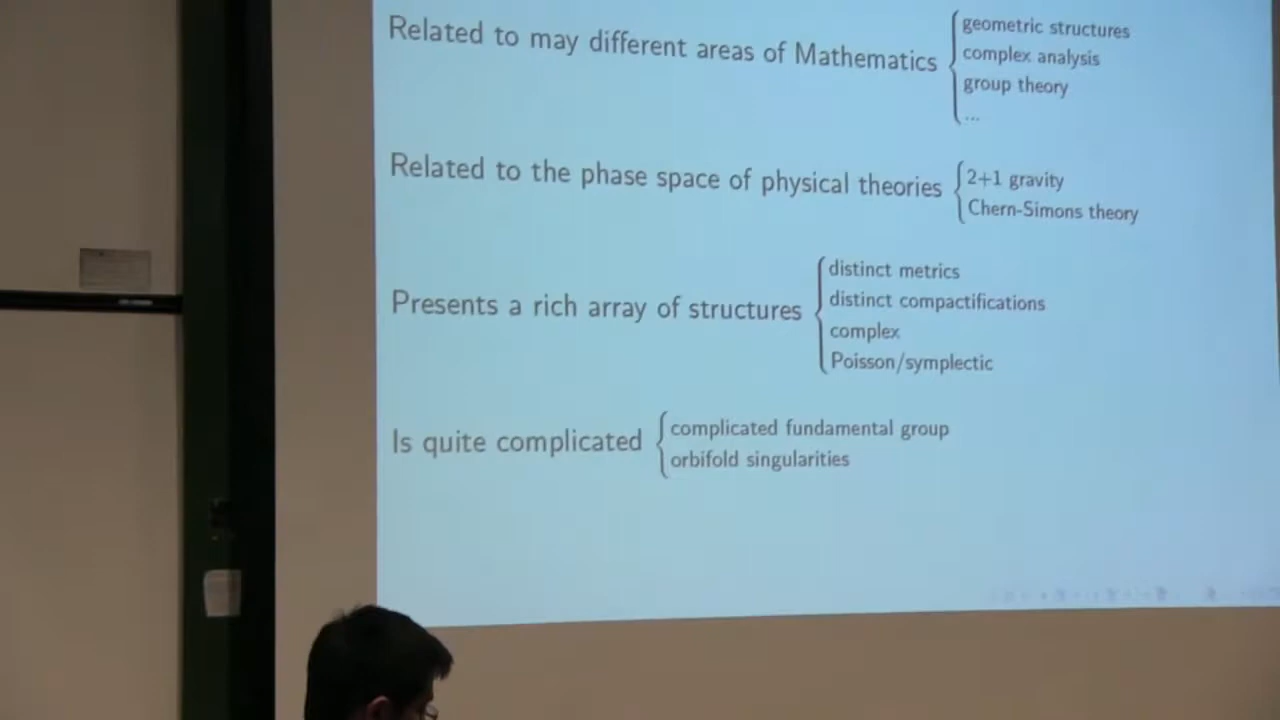 Related to may different areas of Mathematics
geometric structures
complex analysis
group theory
...
Related to the phase space of physical theories
2+1 gravity
Chern-Simons theory
Presents a rich array of structures
distinct metrics
distinct compactifications
complex
Poisson/symplectic
Is quite complicated
complicated fundamental group
orbifold singularities